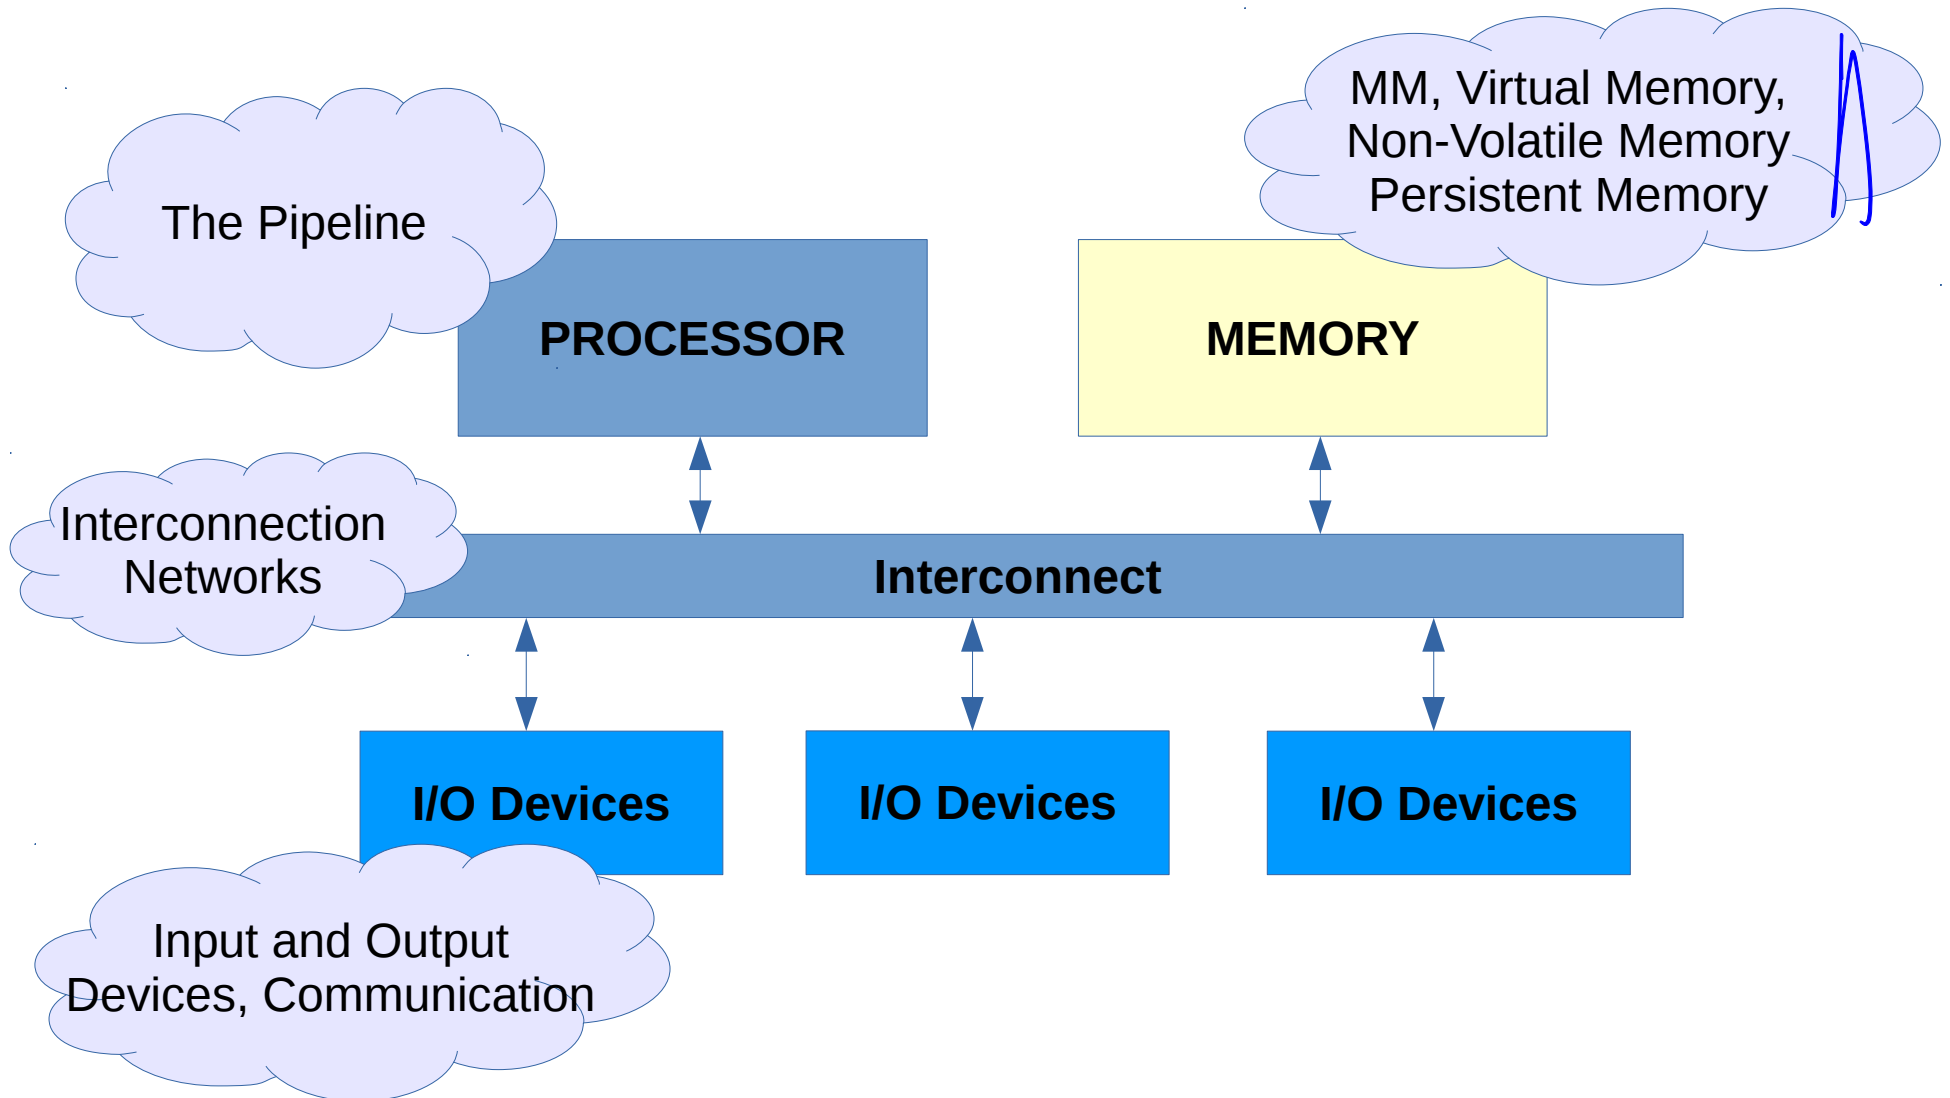 MM, Virtual Memory,
Non-Volatile Memory
Persistent Memory
The Pipeline
PROCESSOR
MEMORY
Interconnection
Networks
Interconnect
I/O Devices
I/O Devices
I/O Devices
Input and Output
Devices, Communication